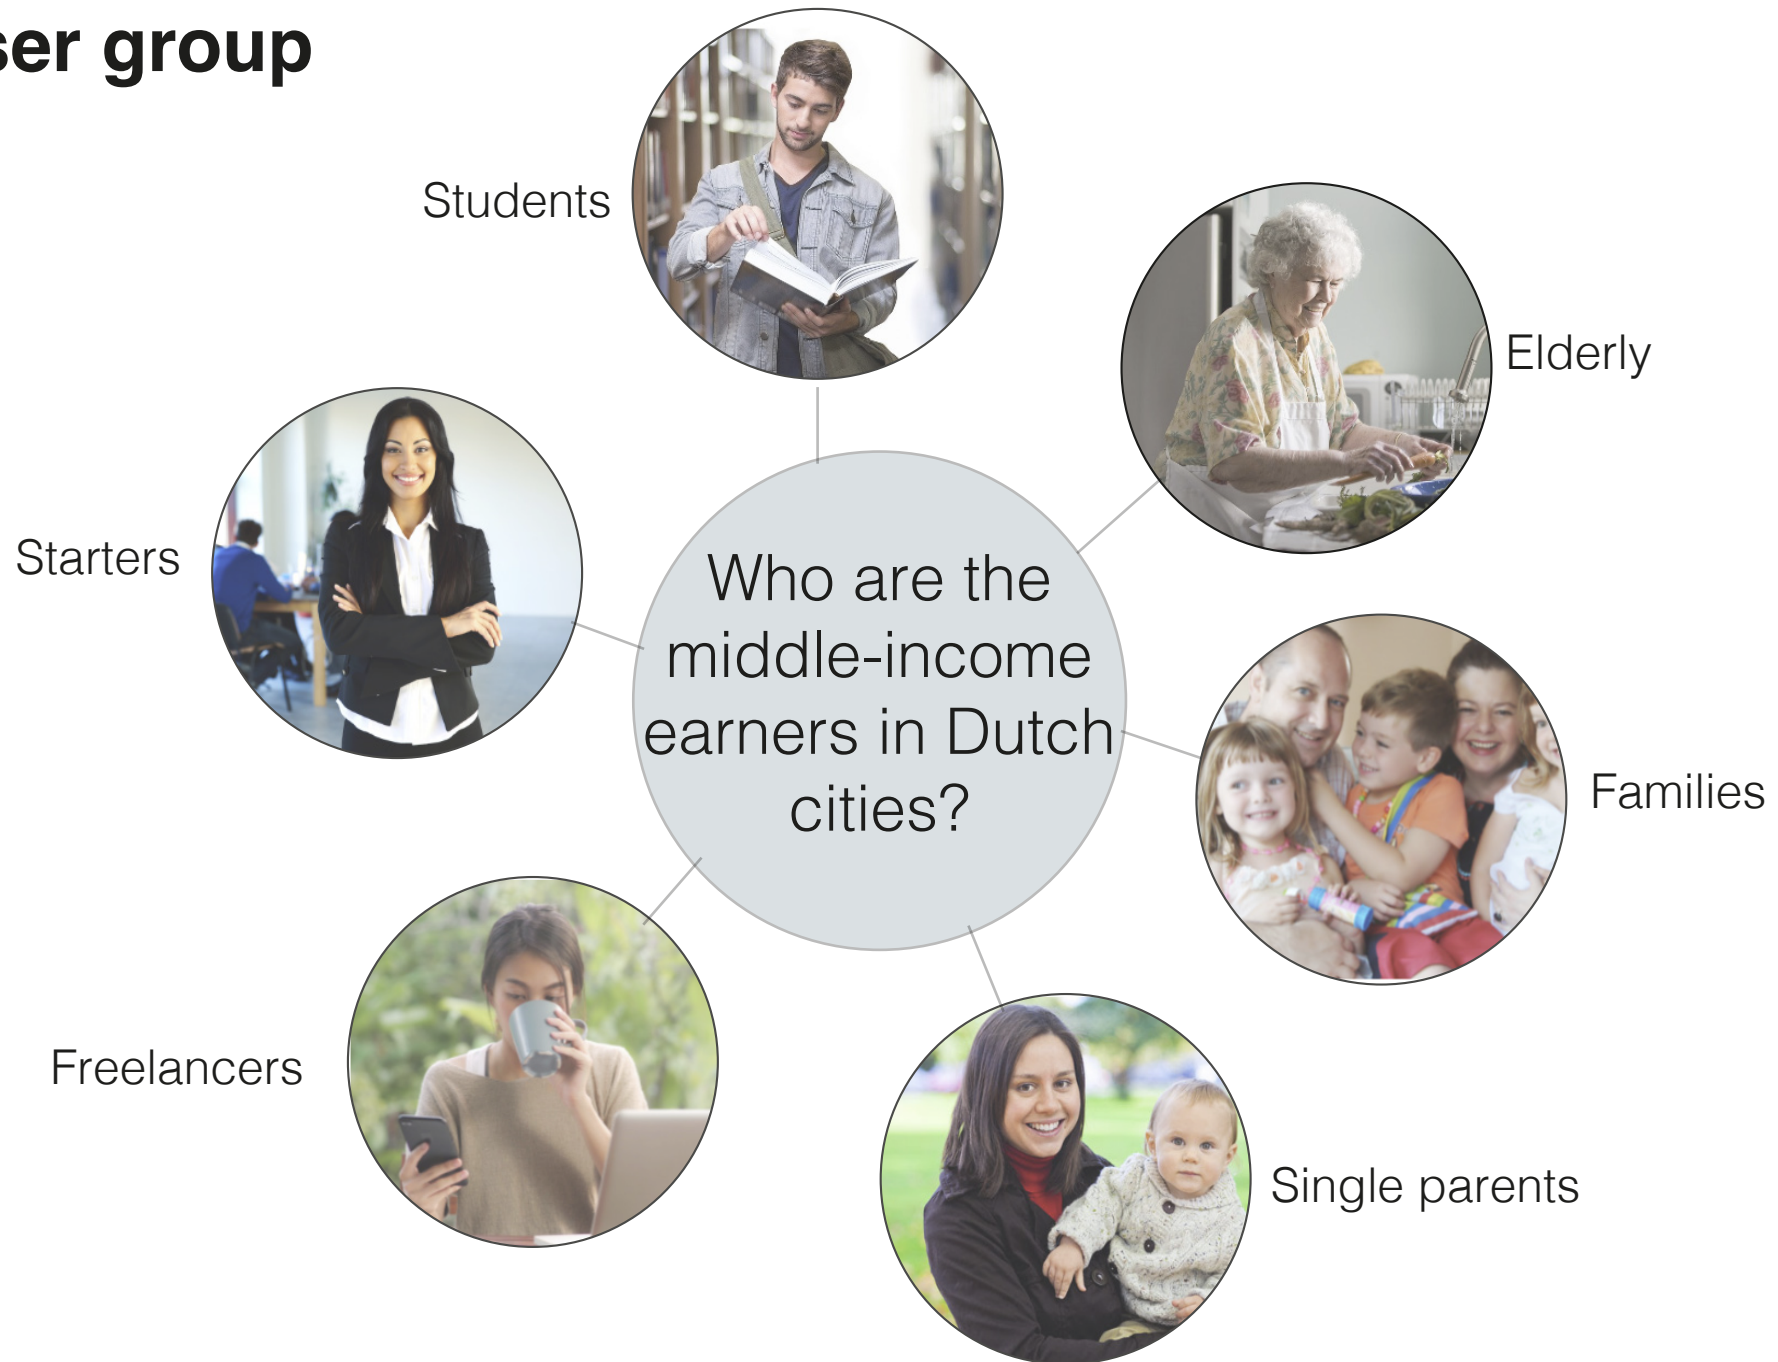 ser group
Students
Elderly
Starters
Who are the
middle-income
earners in Dutch
cities?
Families
Freelancers
Single parents